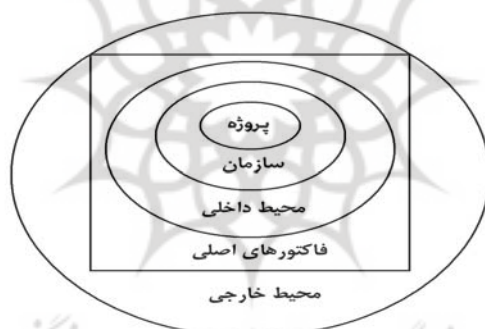 پروژه
سازمان
محیط داخلی
فاکتورهای اصلی
محیط خارجی